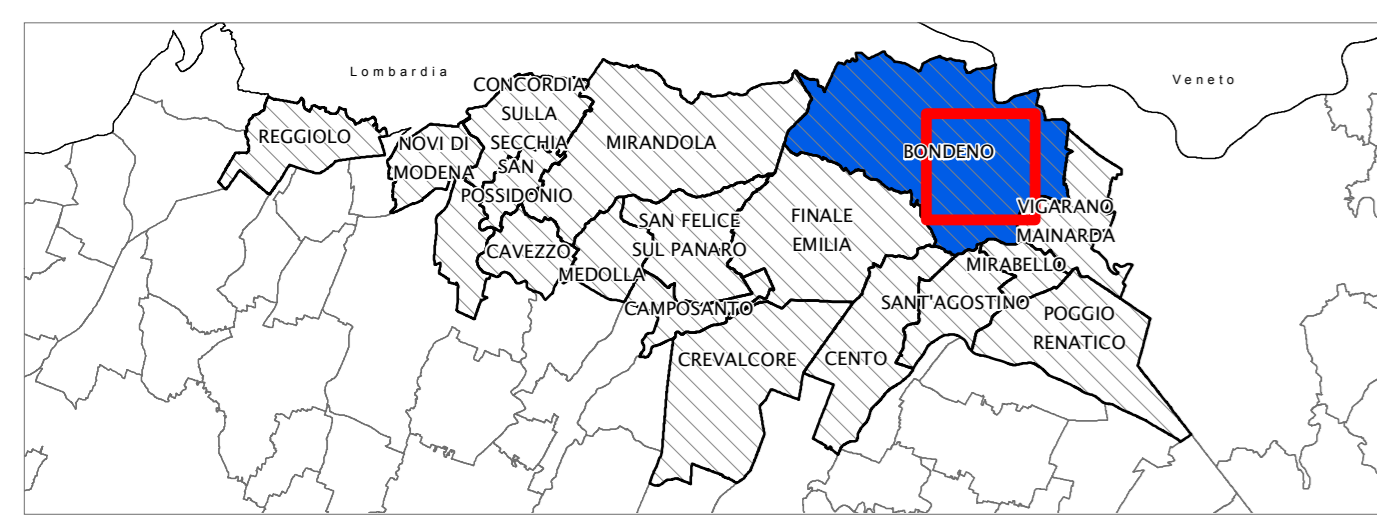 Lombardia
Veneto
CONCORDIA
SULLA
SECCHIA
REGGIOLO
NOVI DI
MODENA
SAN
POSSIDONIO
MIRANDOLA
BONDENO
CAVEZZO
MEDOLLA
SAN FELICE
SUL PANARO
FINALE
EMILIA
VIGARANO
MAINARDA
MIRABELLO
CAMPOSANTO
SANT'AGOSTINO
POGGIO
RENATICO
CREVALCORE
CENTO